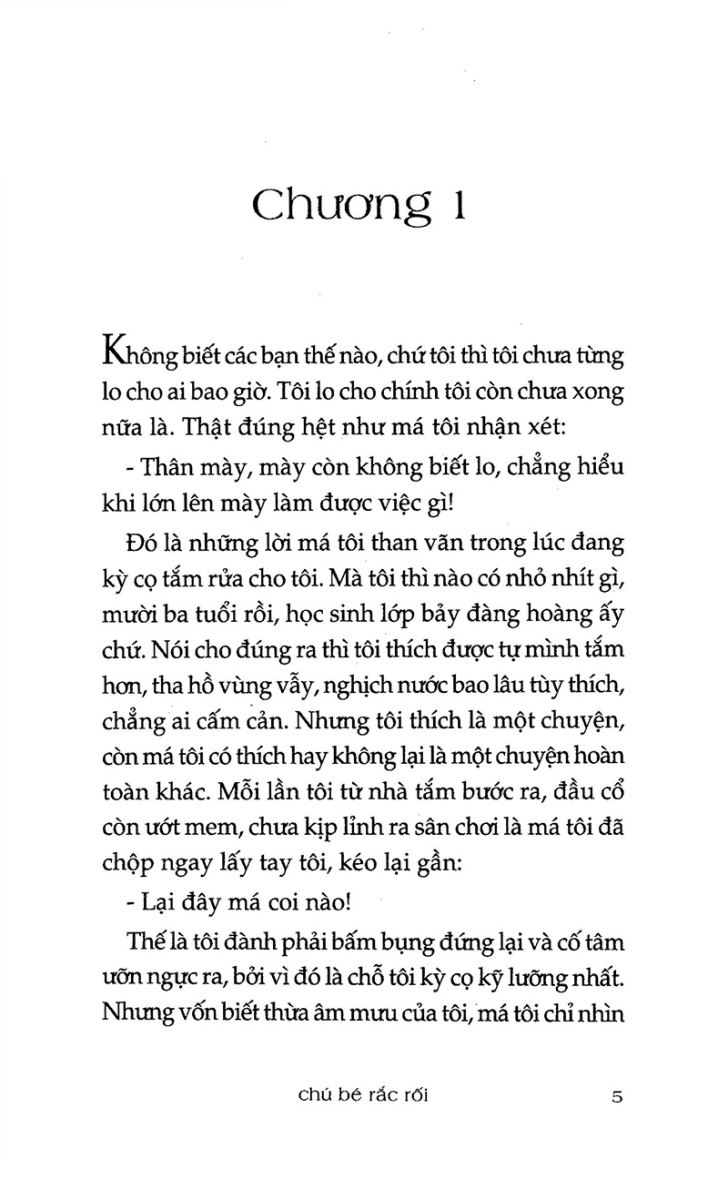 Chương 1
Không biết các bạn thế nào, chứ tôi thì tôi chưa từng
lo cho ai bao giờ. Tôi lo cho chính tôi còn chưa xong
nữa là. Thật đúng hệt như má tôi nhận xét:
- Thân mày, mày còn không biết lo, chẳng hiểu
khi lớn lên mày làm được việc gì!
Đó là những lời má tôi than vãn trong lúc đang
kỳ cọ tắm rửa cho tôi. Mà tôi thì nào có nhỏ nhít gì,
mười ba tuổi rồi, học sinh lớp bảy đàng hoàng ấy
chứ. Nói cho đúng ra thì tôi thích được tự mình tắm
hơn, tha hồ vùng vẫy, nghịch nước bao lâu tùy thích,
chẳng ai cấm cản. Nhưng tôi thích là một chuyện,
còn má tôi có thích hay không lại là một chuyện hoàn
toàn khác. Mỗi lần tôi từ nhà tắm bước ra, đầu cổ
còn ướt mem, chưa kịp lỉnh ra sân chơi là má tôi đã
chộp ngay lấy tay tôi, kéo lại gần:
- Lại đây má coi nào!
Thế là tôi đành phải bấm bụng đứng lại và cố tâm
ưỡn ngực ra, bởi vì đó là chỗ tôi kỳ cọ kỹ lưỡng nhất.
Nhưng vốn biết thừa âm mưu của tôi, má tôi chỉ nhìn
chú bé rắc rối 5